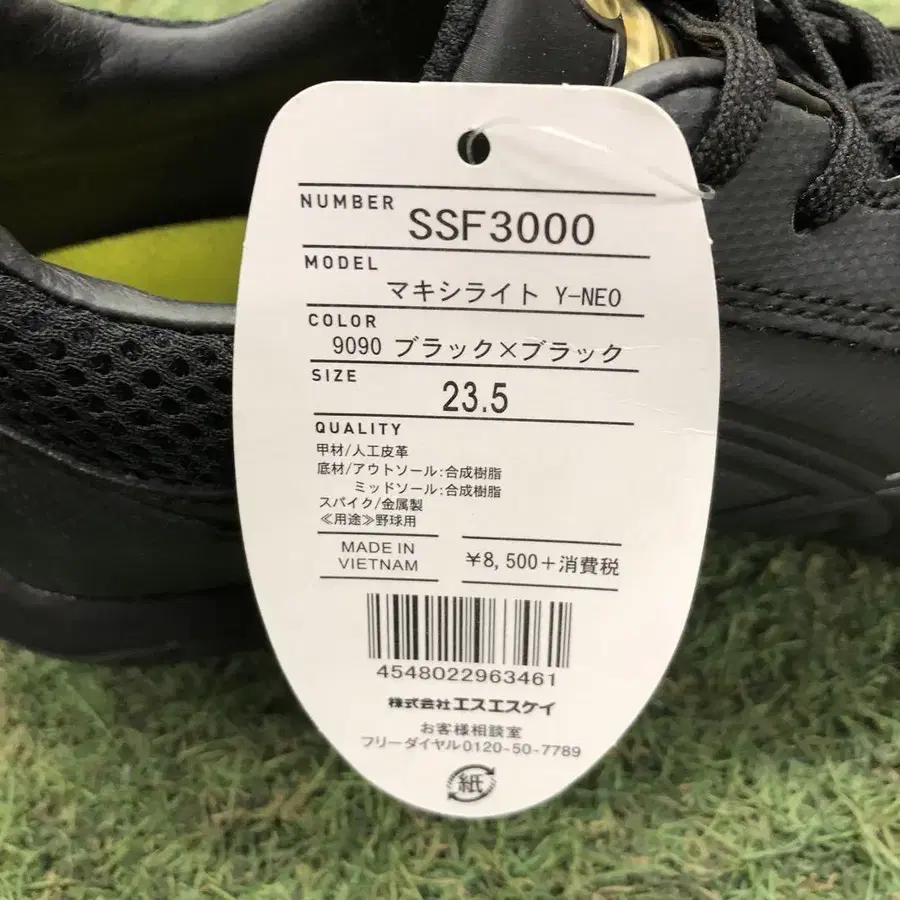 NUMBER SSF3000
MODEL
マキシライト Y-NEO
COLOR
9090 ブラック×ブラック
SIZE
23.5
QUALITY
甲材/人工皮革
底材/アウトソール:合成樹脂
ミッドソール:合成樹脂
スパイク/金属製
≪用途≫野球用
MADE IN
VIETNAM
¥8,500+消費税
4548022963461
株式会社エスエスケイ
お客様相談室
フリーダイヤル0120-50-7789
紙